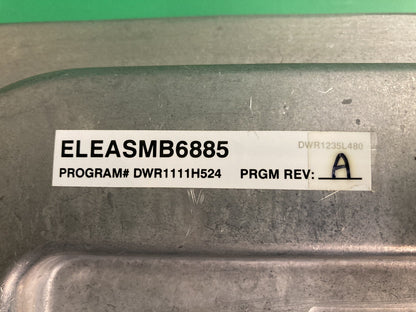 DWR1235L480
ELEASMB6885
PROGRAM# DWR1111H524 PRGM REV: A